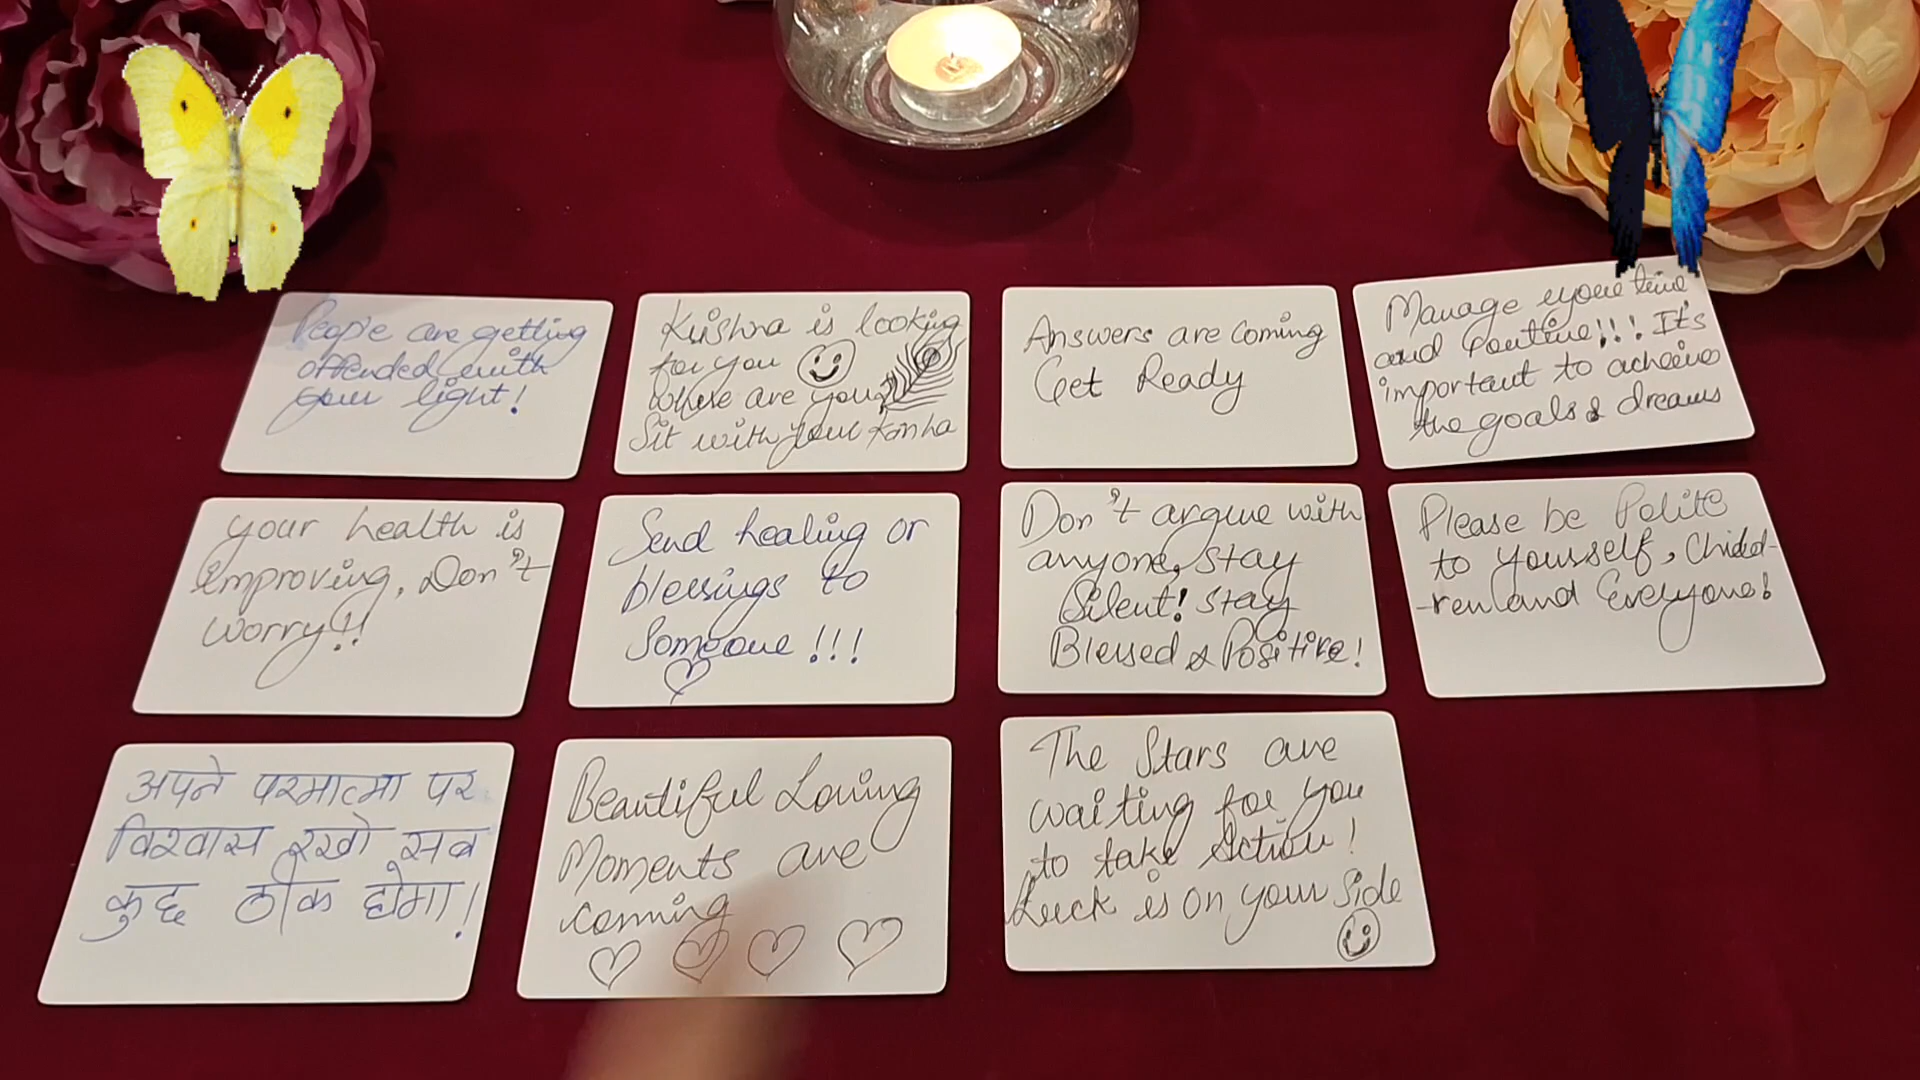 People are getting
offended with
your light!
Krishna is looking
for you
Where are you?
Sit with your Kanha
Answers are coming
Get Ready
Manage your time
and routine!!! It's
important to acheive
the goals & dreams
your health is
improving, Don't
worry!!
Send healing or
blessings to
Someone!!!
Don't argue with
anyone, stay
Silent! stay
Blessed & Positive!
Please be Polite
to yourself, Child-
-ren and Everyone!
अपने परमात्मा पर
विश्वास रखो सब
कुछ ठीक होगा!
Beautiful Loving
Moments are
coming
The Stars are
waiting for you
to take Action!
Luck is on your Side